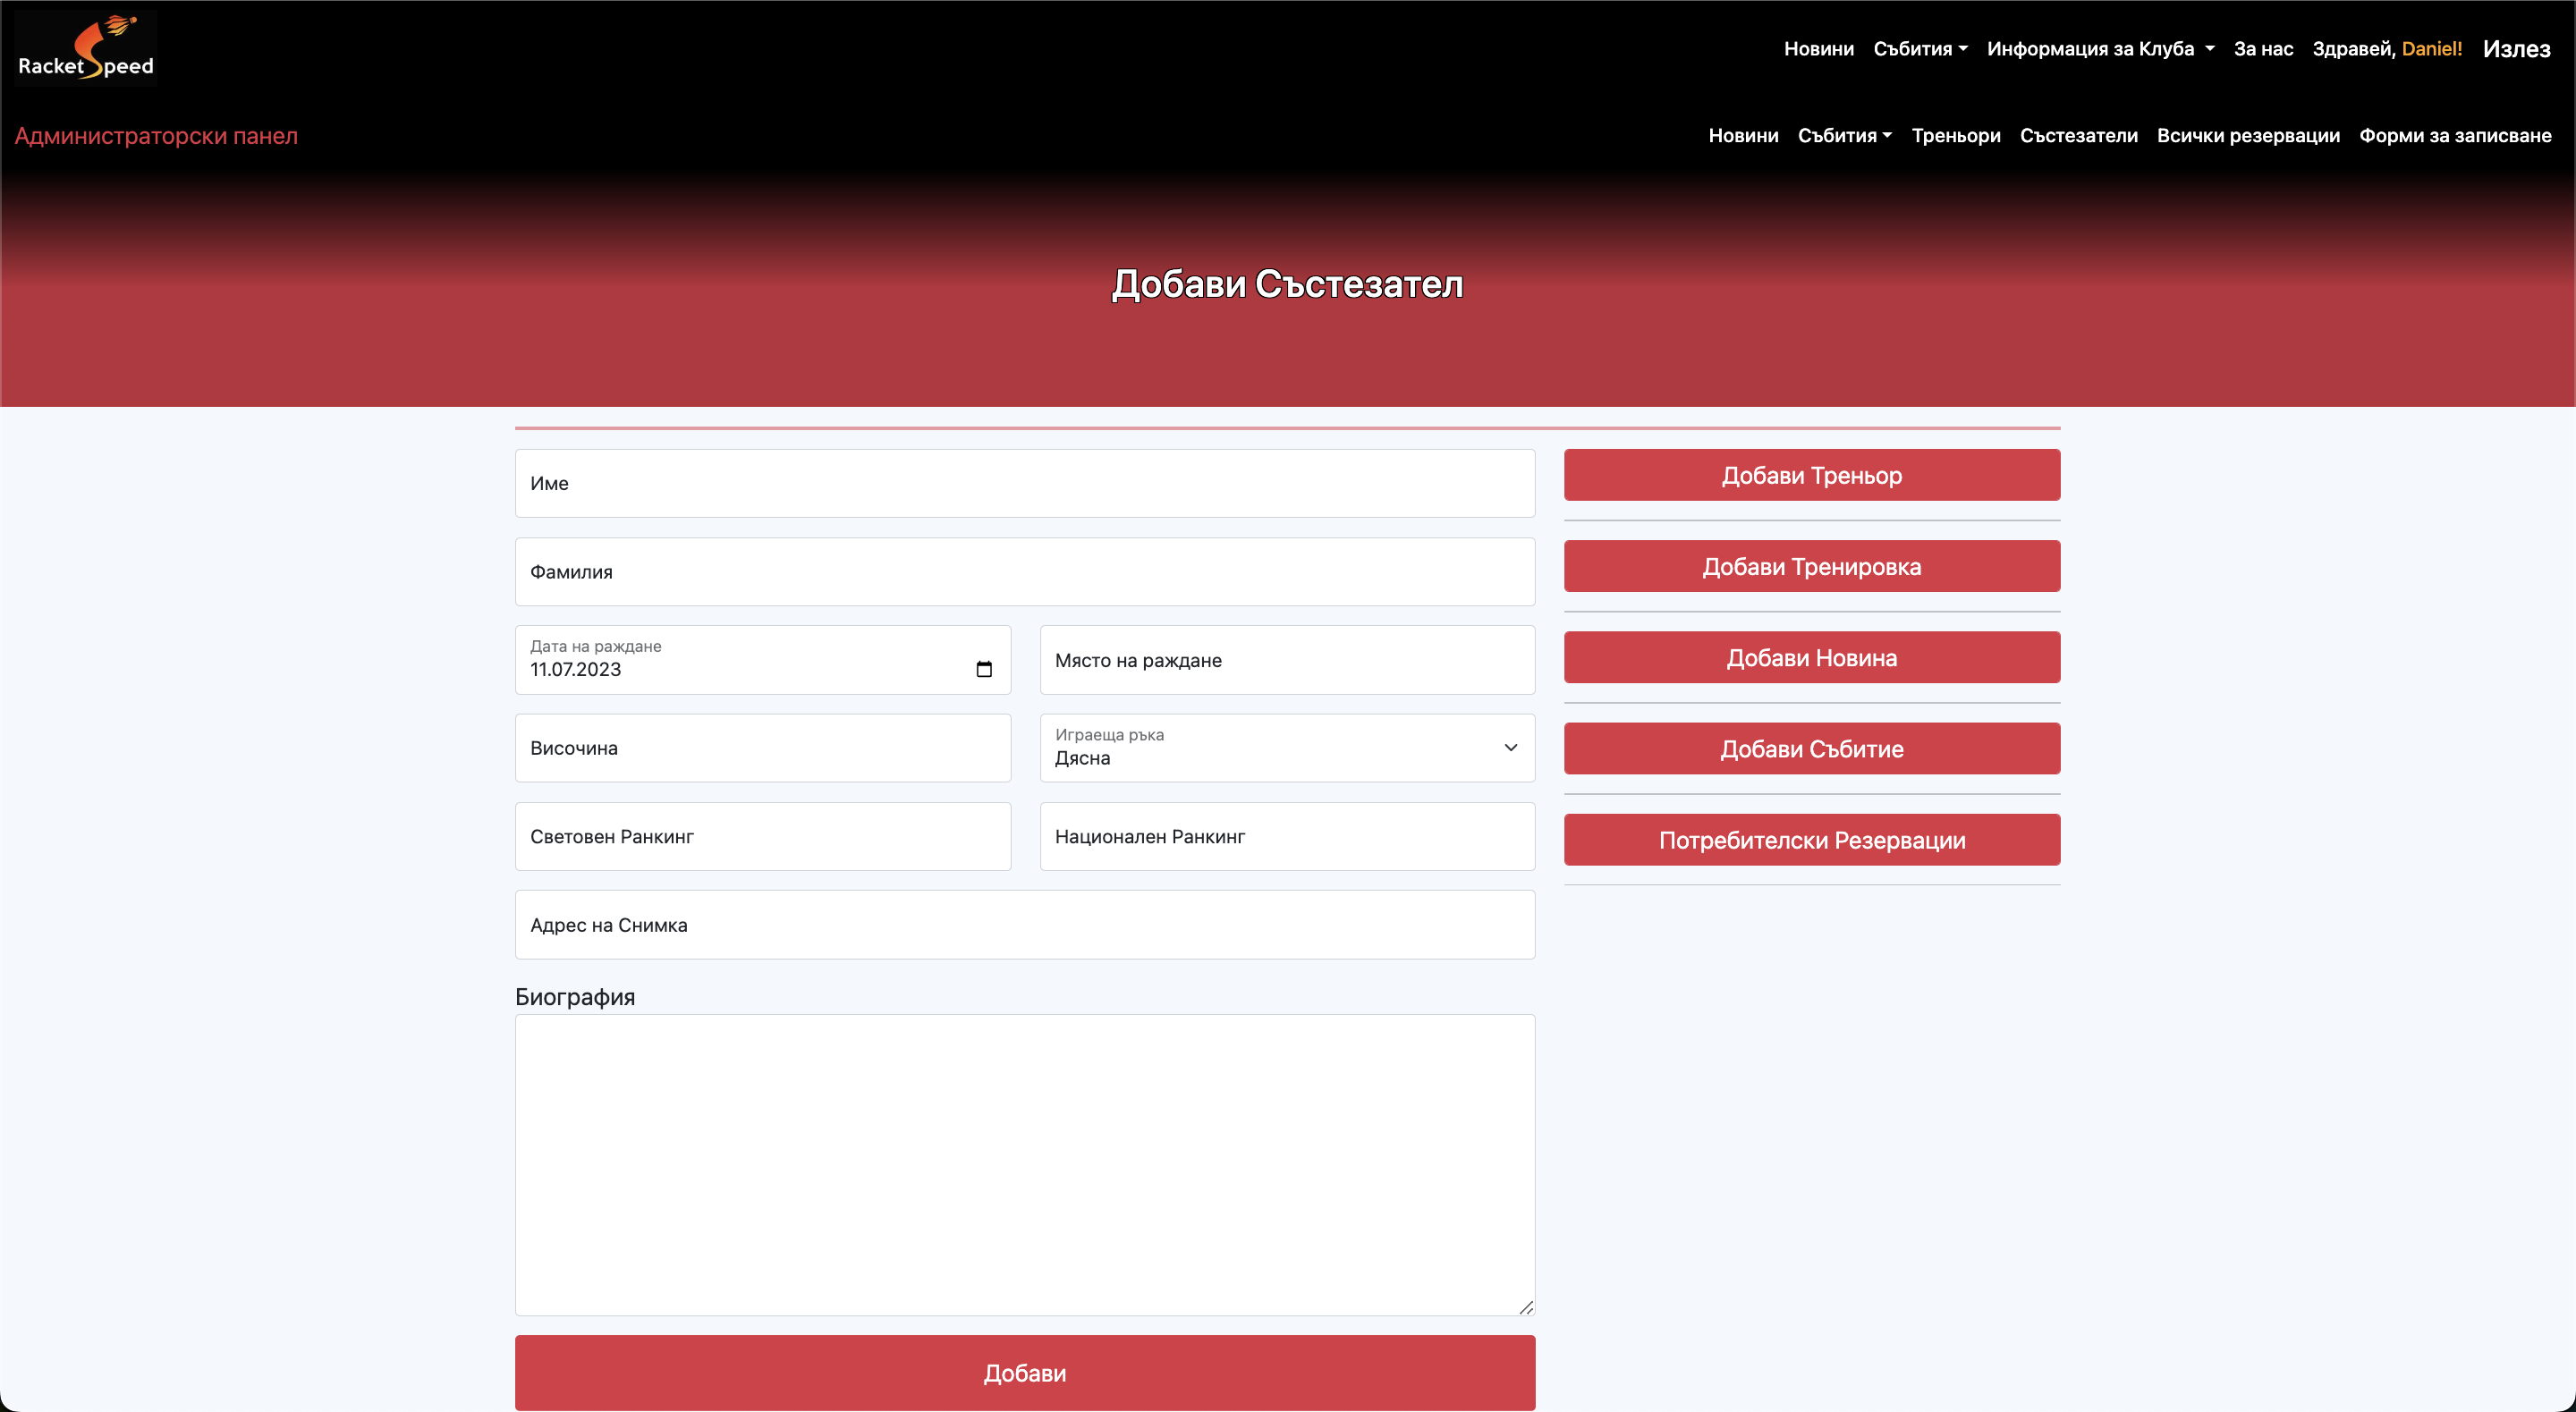 RacketSpeed
Новини Събития Информация за Клуба За нас Здравей, Daniel! Излез
Администраторски панел
Новини Събития Треньори Състезатели Всички резервации Форми за записване
Добави Състезател
Име
Фамилия
Дата на раждане
11.07.2023
Място на раждане
Височина
Играеща ръка
Дясна
Световен Ранкинг
Национален Ранкинг
Адрес на Снимка
Биография
Добави
Добави Треньор
Добави Тренировка
Добави Новина
Добави Събитие
Потребителски Резервации